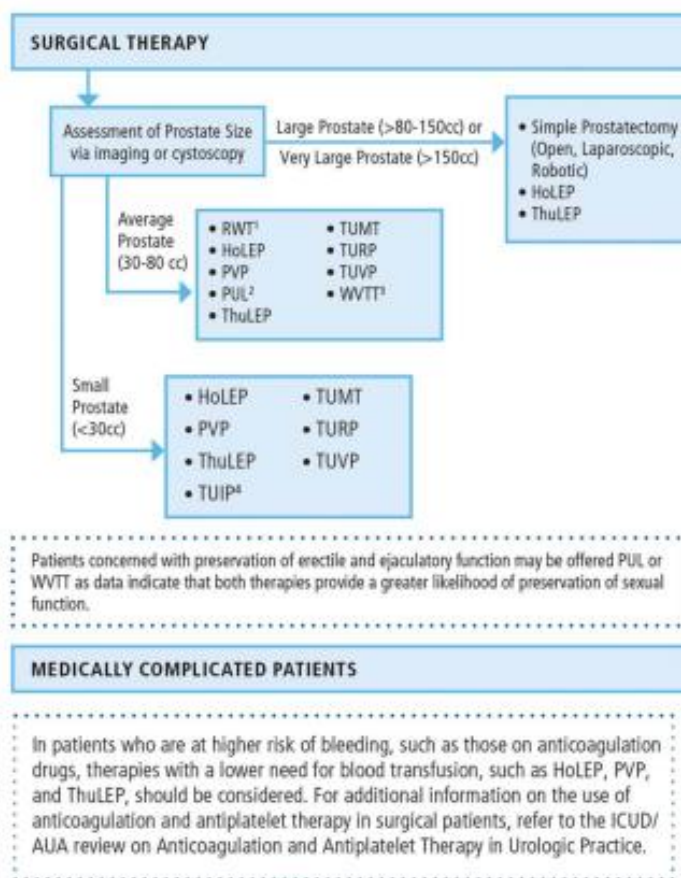 SURGICAL THERAPY
Assessment of Prostate Size
via imaging or cystoscopy
Large Prostate (>80-150cc) or
Very Large Prostate (>150cc)
• Simple Prostatectomy
(Open, Laparoscopic,
Robotic)
• HoLEP
• ThuLEP
Average
Prostate
(30-80 cc)
• RWT¹
• HoLEP
• PVP
• PUL²
• ThuLEP
• TUMT
• TURP
• TUVP
• WVTT³
Small
Prostate
(<30cc)
• HoLEP
• PVP
• ThuLEP
• TUIP⁴
• TUMT
• TURP
• TUVP
Patients concerned with preservation of erectile and ejaculatory function may be offered PUL or
WVTT as data indicate that both therapies provide a greater likelihood of preservation of sexual
function.
MEDICALLY COMPLICATED PATIENTS
In patients who are at higher risk of bleeding, such as those on anticoagulation
drugs, therapies with a lower need for blood transfusion, such as HoLEP, PVP,
and ThuLEP, should be considered. For additional information on the use of
anticoagulation and antiplatelet therapy in surgical patients, refer to the ICUD/
AUA review on Anticoagulation and Antiplatelet Therapy in Urologic Practice.